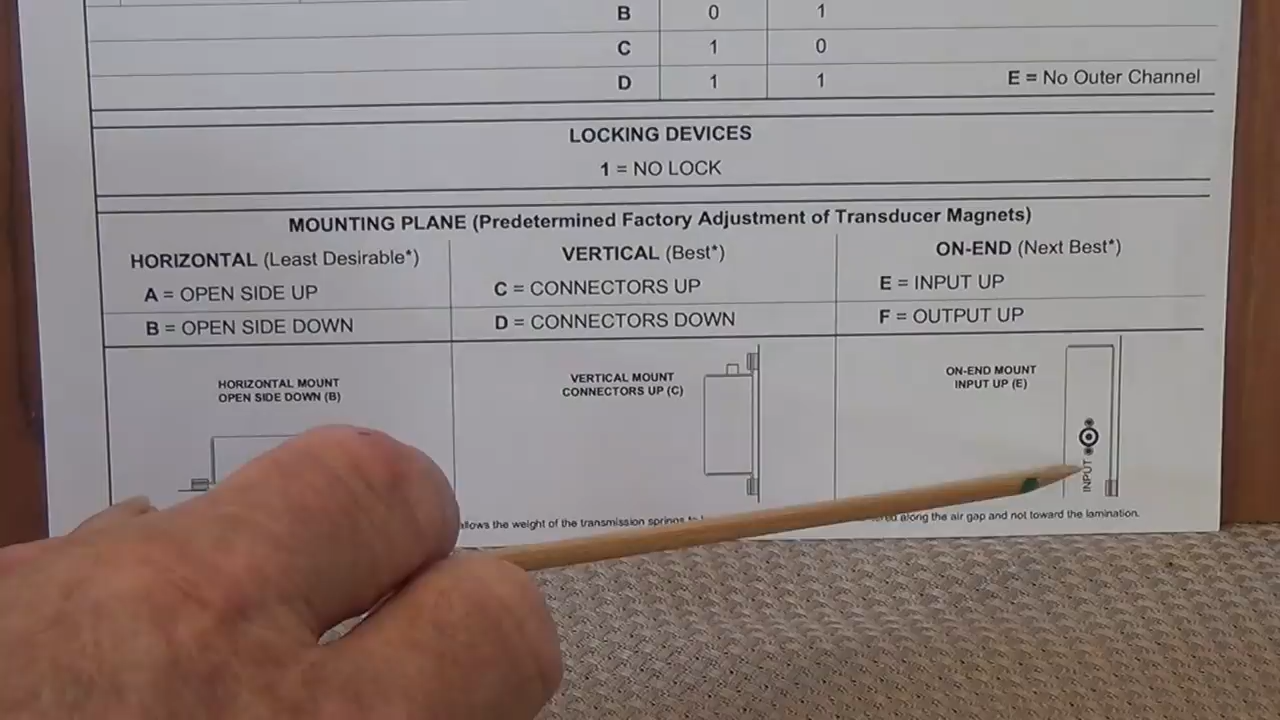 B 0 1
C 1 0
D 1 1 E = No Outer Channel
LOCKING DEVICES
1 = NO LOCK
MOUNTING PLANE (Predetermined Factory Adjustment of Transducer Magnets)
HORIZONTAL (Least Desirable*) VERTICAL (Best*) ON-END (Next Best*)
A = OPEN SIDE UP C = CONNECTORS UP E = INPUT UP
B = OPEN SIDE DOWN D = CONNECTORS DOWN F = OUTPUT UP
HORIZONTAL MOUNT
OPEN SIDE DOWN (B)
VERTICAL MOUNT
CONNECTORS UP (C)
ON-END MOUNT
INPUT UP (E)
INPUT
the weight of the transmission springs along the air gap and not toward the lamination.